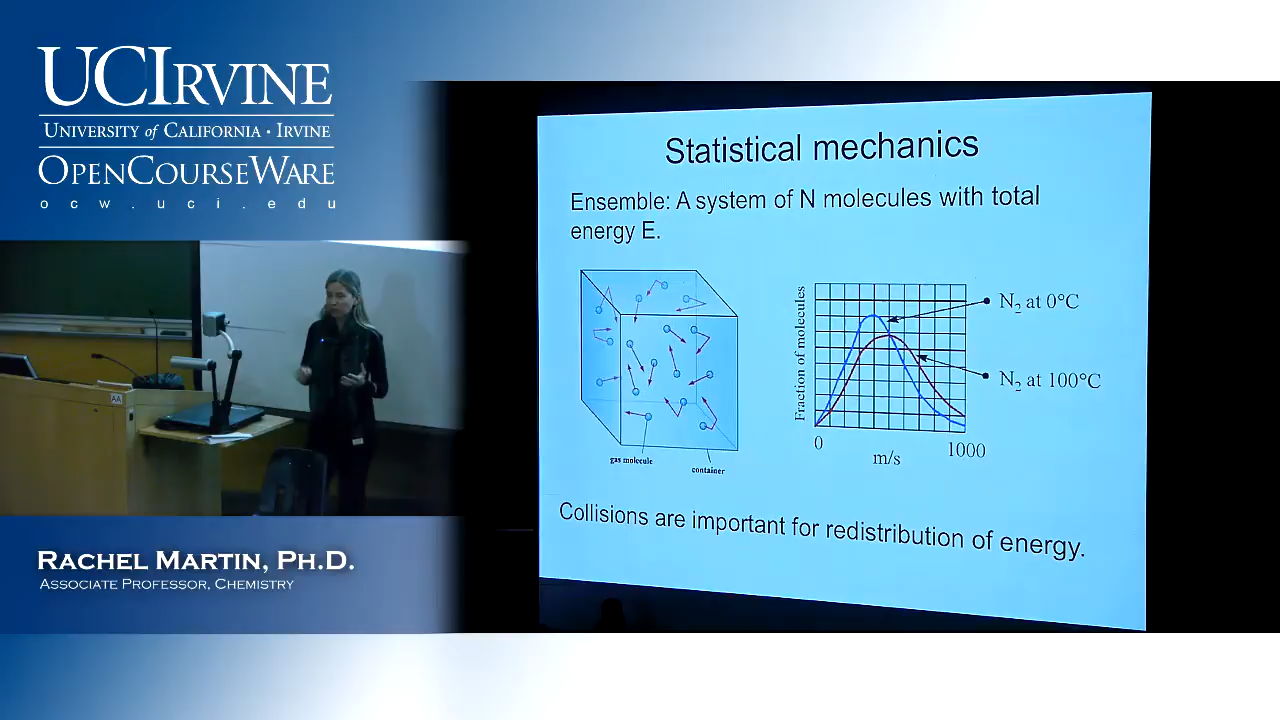 UCIRVINE
UNIVERSITY of CALIFORNIA · IRVINE
OPENCOURSEWARE
ocw.uci.edu
AA
RACHEL MARTIN, PH.D.
ASSOCIATE PROFESSOR, CHEMISTRY
Statistical mechanics
Ensemble: A system of N molecules with total
energy E.
gas molecule
container
Fraction of molecules
N2 at 0°C
N2 at 100°C
0
1000
m/s
Collisions are important for redistribution of energy.